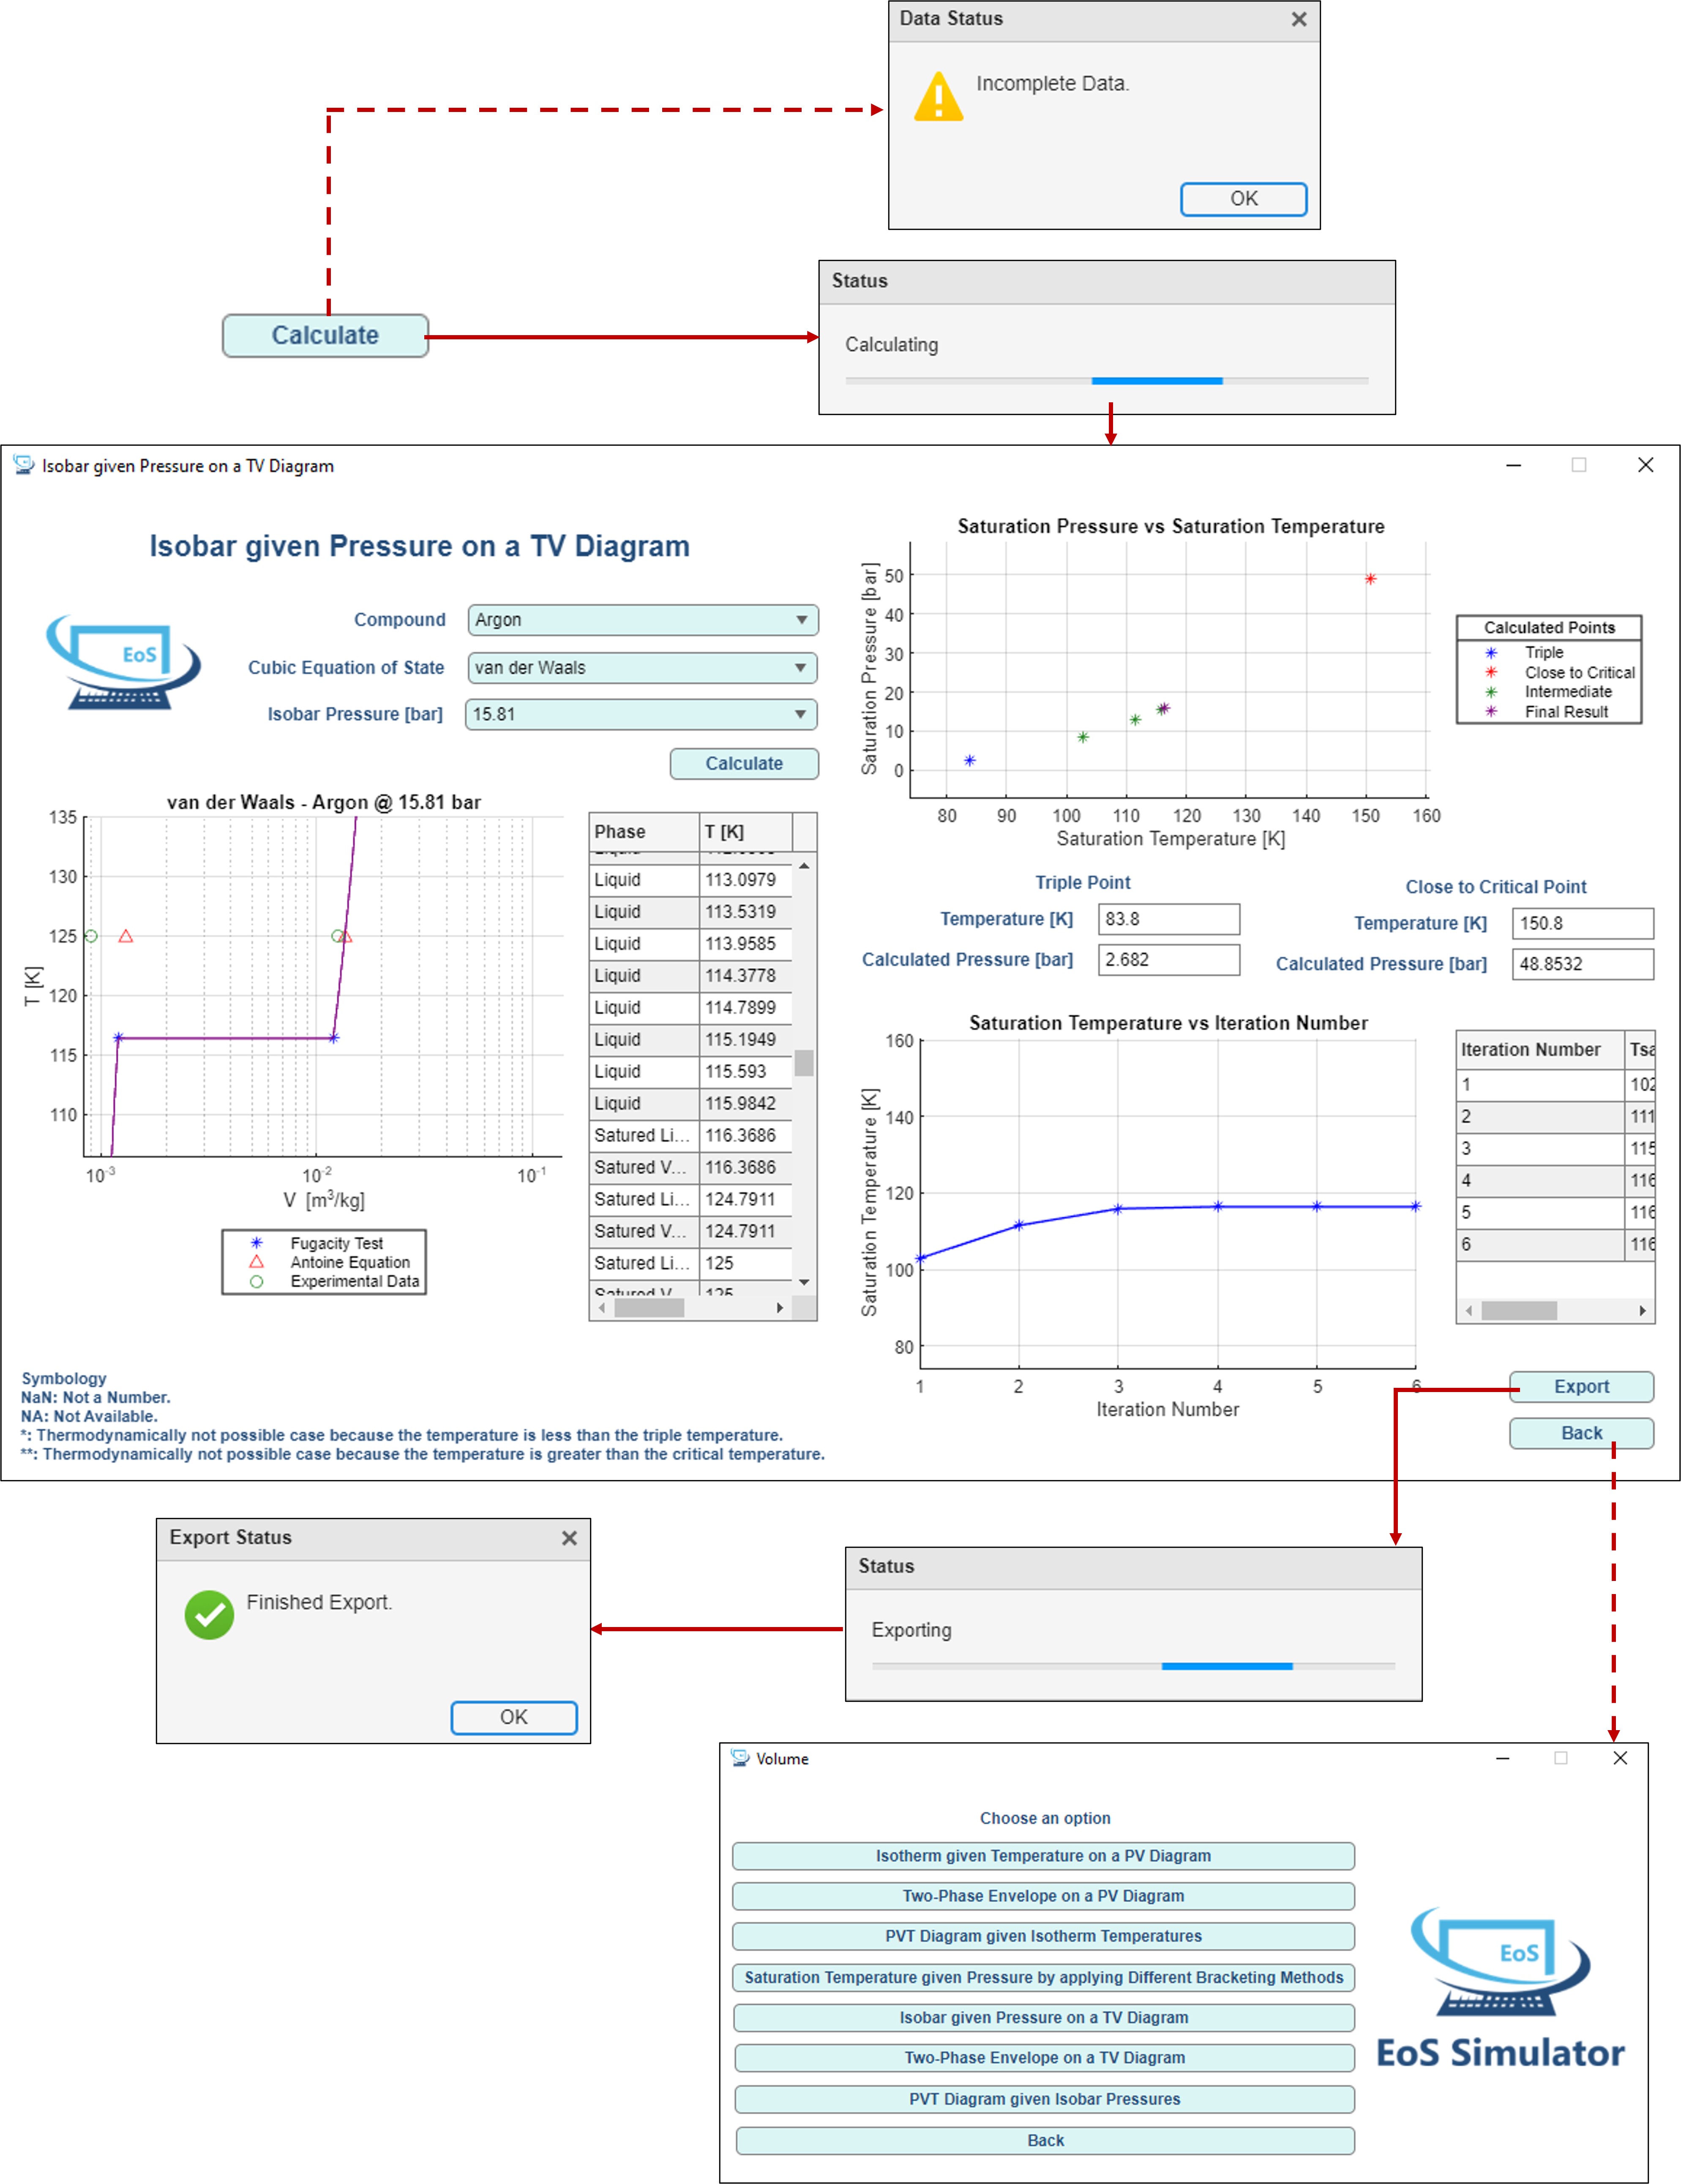 Data Status
Incomplete Data.
OK
Status
Calculate
Calculating
Isobar given Pressure on a TV Diagram
Isobar given Pressure on a TV Diagram
EoS
Compound
Argon
Cubic Equation of State
van der Waals
Isobar Pressure [bar]
15.81
Calculate
van der Waals - Argon @ 15.81 bar
135
130
125
120
115
110
T [K]
10-3
10-2
10-1
V [m3/kg]
Fugacity Test
Antoine Equation
Experimental Data
Phase T [K]
Liquid 113.0979
Liquid 113.5319
Liquid 113.9585
Liquid 114.3778
Liquid 114.7899
Liquid 115.1949
Liquid 115.593
Liquid 115.9842
Satured Li... 116.3686
Satured V... 116.3686
Satured Li... 124.7911
Satured V... 124.7911
Satured Li... 125
Satured V... 125
Saturation Pressure vs Saturation Temperature
Saturation Pressure [bar]
50
40
30
20
10
0
80 90 100 110 120 130 140 150 160
Saturation Temperature [K]
Calculated Points
Triple
Close to Critical
Intermediate
Final Result
Triple Point
Temperature [K] 83.8
Calculated Pressure [bar] 2.682
Close to Critical Point
Temperature [K] 150.8
Calculated Pressure [bar] 48.8532
Saturation Temperature vs Iteration Number
Saturation Temperature [K]
160
140
120
100
80
1 2 3 4 5 6
Iteration Number
Iteration Number Tsa
1 102
2 111
3 115
4 116
5 116
6 116
Export
Back
Symbology
NaN: Not a Number.
NA: Not Available.
*: Thermodynamically not possible case because the temperature is less than the triple temperature.
**: Thermodynamically not possible case because the temperature is greater than the critical temperature.
Export Status
Finished Export.
OK
Status
Exporting
Volume
Choose an option
Isotherm given Temperature on a PV Diagram
Two-Phase Envelope on a PV Diagram
PVT Diagram given Isotherm Temperatures
Saturation Temperature given Pressure by applying Different Bracketing Methods
Isobar given Pressure on a TV Diagram
Two-Phase Envelope on a TV Diagram
PVT Diagram given Isobar Pressures
Back
EoS
EoS Simulator